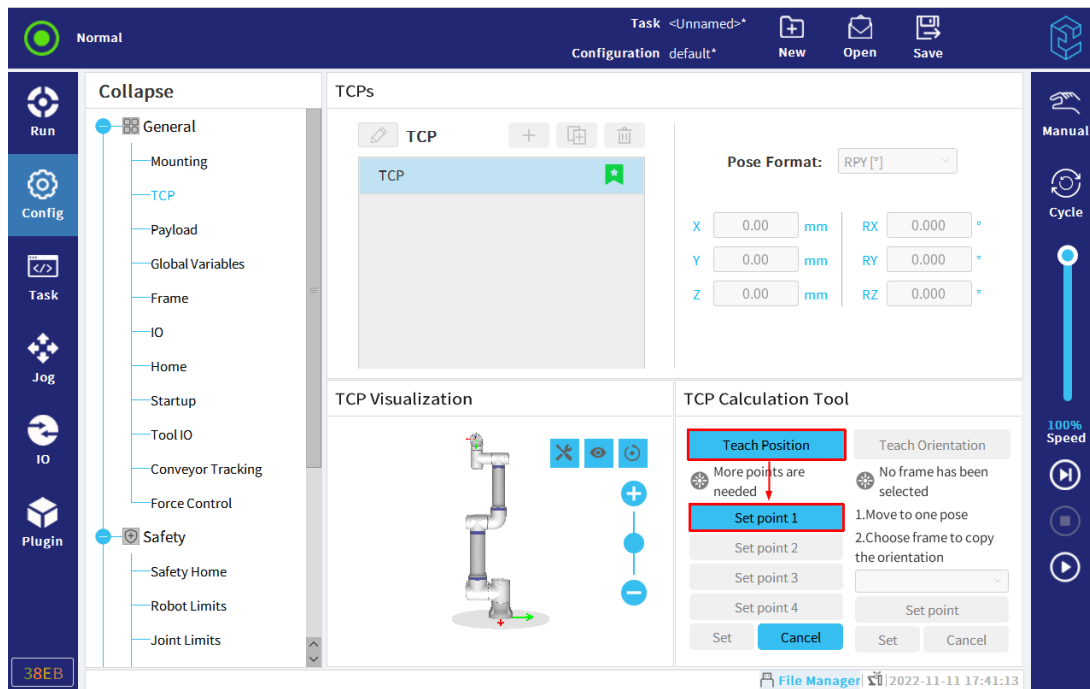 Normal
Task <Unnamed>*
Configuration default*
New
Open
Save
Run
Config
Task
Jog
IO
Plugin
38EB
Collapse
General
Mounting
TCP
Payload
Global Variables
Frame
IO
Home
Startup
Tool IO
Conveyor Tracking
Force Control
Safety
Safety Home
Robot Limits
Joint Limits
TCPs
TCP
TCP
Pose Format: RPY [°]
X 0.00 mm RX 0.000 °
Y 0.00 mm RY 0.000 °
Z 0.00 mm RZ 0.000 °
TCP Visualization
TCP Calculation Tool
Teach Position
More points are
needed
Set point 1
Set point 2
Set point 3
Set point 4
Set Cancel
Teach Orientation
No frame has been
selected
1.Move to one pose
2.Choose frame to copy
the orientation
Set point
Set Cancel
Manual
Cycle
100%
Speed
File Manager 2022-11-11 17:41:13